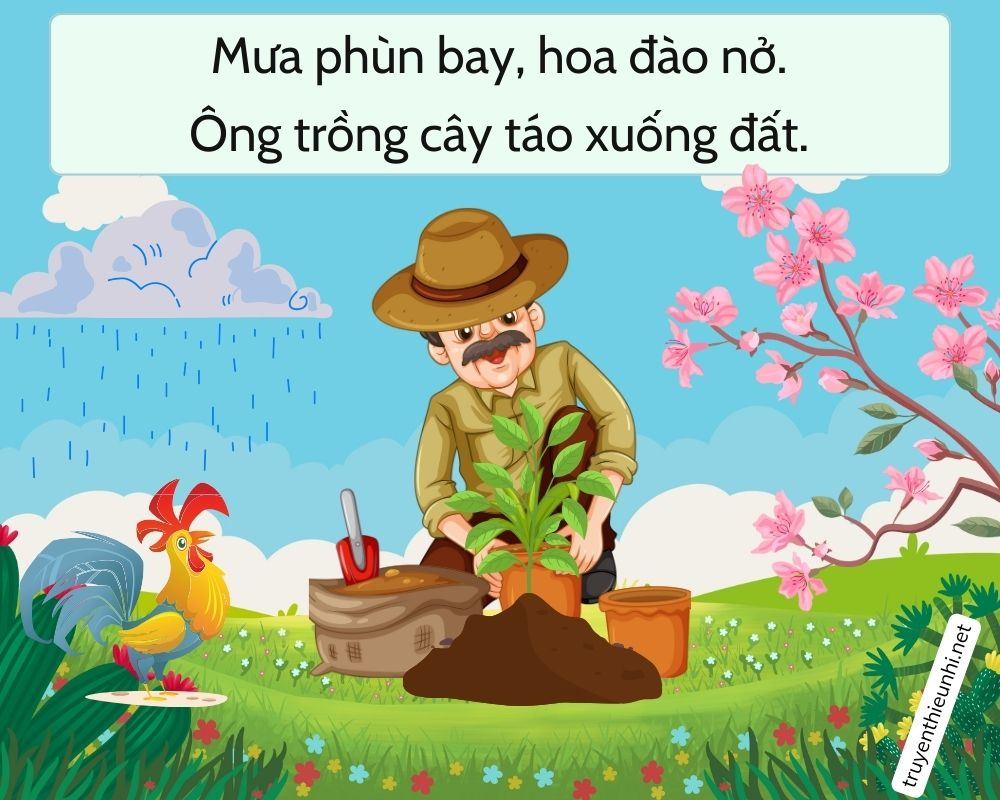 Mưa phùn bay, hoa đào nở.
Ông trồng cây táo xuống đất.
truyenthieunhi.net